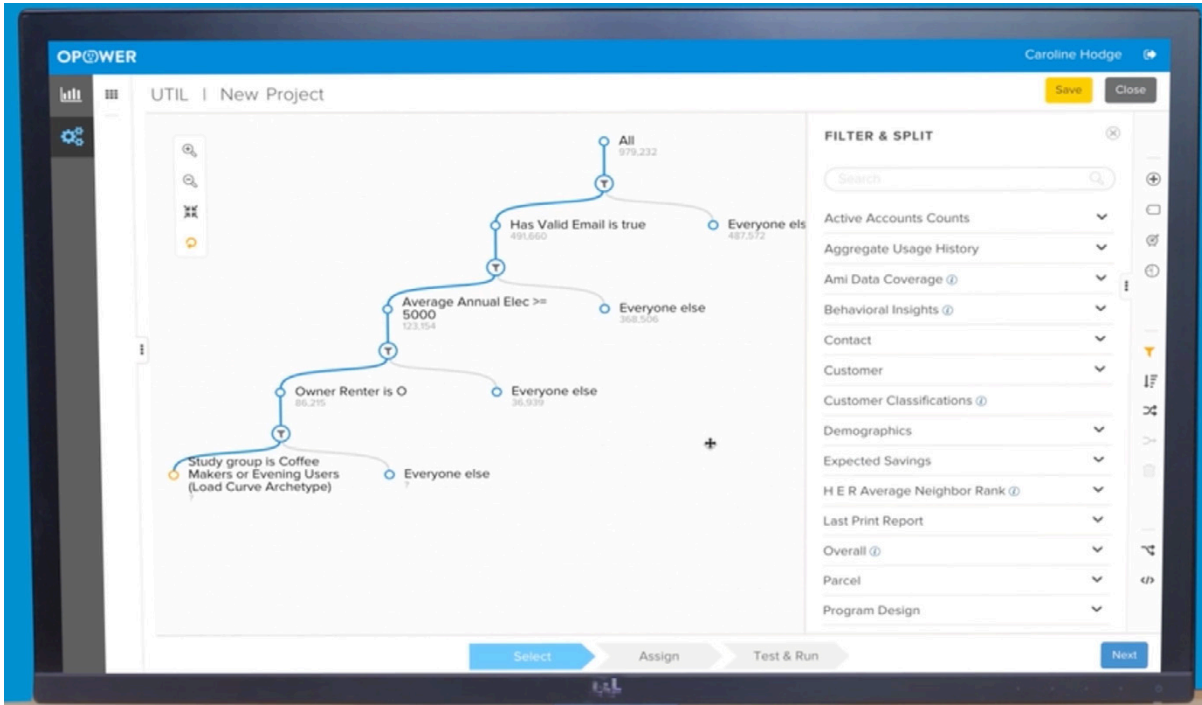 OPOWER
Caroline Hodge
UTIL | New Project
Save
Close
All
979,232
Has Valid Email is true
491,660
Everyone els
487,572
Average Annual Elec >=
5000
123,154
Everyone else
368,506
Owner Renter is O
86,215
Everyone else
36,939
Study group is Coffee
Makers or Evening Users
(Load Curve Archetype)
?
Everyone else
?
FILTER & SPLIT
Search
Active Accounts Counts
Aggregate Usage History
Ami Data Coverage
Behavioral Insights
Contact
Customer
Customer Classifications
Demographics
Expected Savings
H E R Average Neighbor Rank
Last Print Report
Overall
Parcel
Program Design
Select
Assign
Test & Run
Next